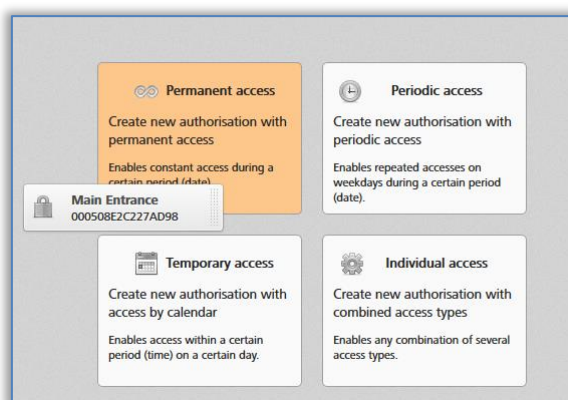 Permanent access
Create new authorisation with
permanent access
Enables constant access during a
certain period (date)
Periodic access
Create new authorisation with
periodic access
Enables repeated accesses on
weekdays during a certain period
(date).
Main Entrance
000508E2C227AD98
Temporary access
Create new authorisation with
access by calendar
Enables access within a certain
period (time) on a certain day.
Individual access
Create new authorisation with
combined access types
Enables any combination of several
access types.